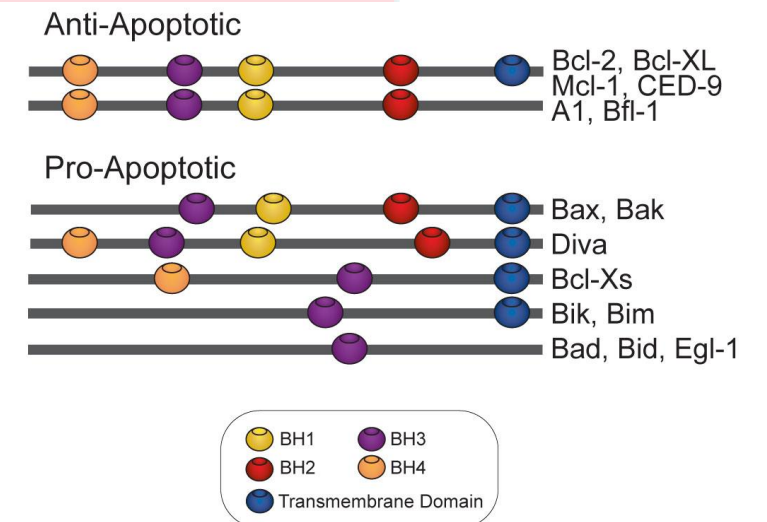 Anti-Apoptotic
Bcl-2, Bcl-XL
Mcl-1, CED-9
A1, Bfl-1
Pro-Apoptotic
Bax, Bak
Diva
Bcl-Xs
Bik, Bim
Bad, Bid, Egl-1
BH1 BH3
BH2 BH4
Transmembrane Domain